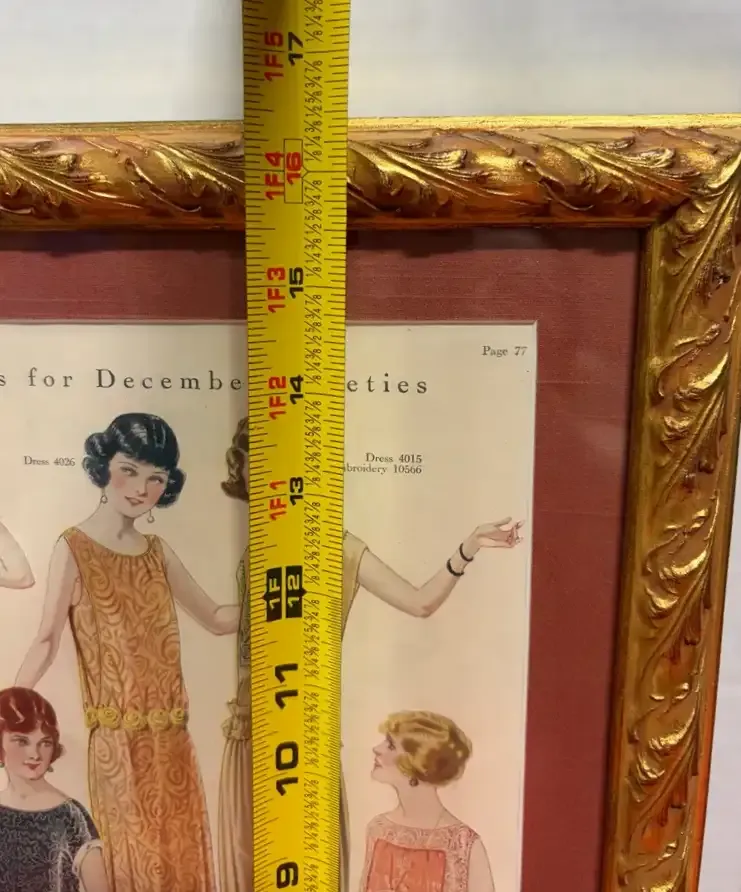 1F5 17
1F4 16
1F3 15
Page 77
s for Decembe eties
1F2 14
Dress 4026
Dress 4015
broidery 10566
1F1 13
1F 12
11
10
9